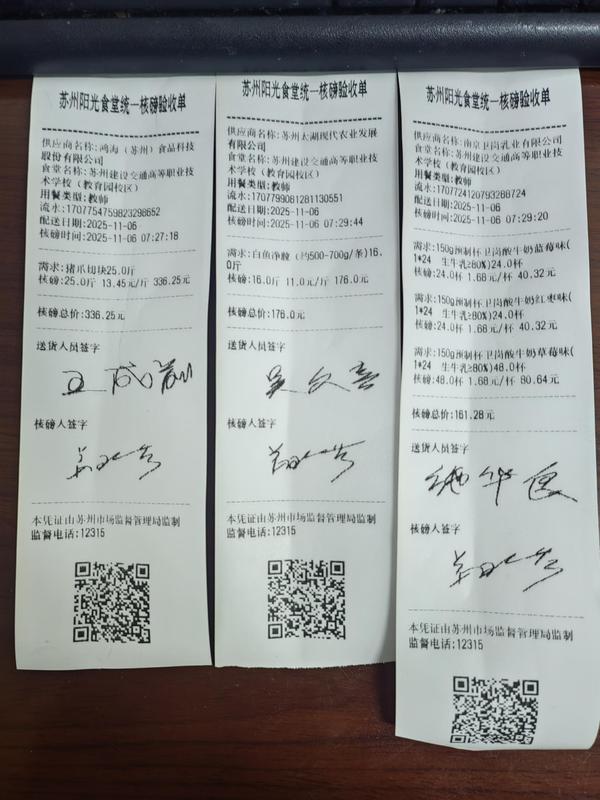 苏州阳光食堂统一核磅验收单
供应商名称:鸿海（苏州）食品科技
股份有限公司
食堂名称:苏州建设交通高等职业技
术学校（教育园校区）
用餐类型:教师
流水:1707754759823298652
配送日期:2025-11-06
核磅时间:2025-11-06 07:27:18
需求:猪爪切块25.0斤
核磅:25.0斤 13.45元/斤 336.25元
核磅总价:336.25元
送货人员签字
核磅人签字
本凭证由苏州市场监督管理局监制
监督电话:12315
苏州阳光食堂统一核磅验收单
供应商名称:苏州太湖现代农业发展
有限公司
食堂名称:苏州建设交通高等职业技
术学校（教育园校区）
用餐类型:教师
流水:1707799081281130551
配送日期:2025-11-06
核磅时间:2025-11-06 07:29:44
需求:白鱼净膛（约500-700g/条)16.
0斤
核磅:16.0斤 11.0元/斤 176.0元
核磅总价:176.0元
送货人员签字
核磅人签字
本凭证由苏州市场监督管理局监制
监督电话:12315
苏州阳光食堂统一核磅验收单
供应商名称:南京卫岗乳业有限公司
食堂名称:苏州建设交通高等职业技
术学校（教育园校区）
用餐类型:教师
流水:1707724120793288724
配送日期:2025-11-06
核磅时间:2025-11-06 07:29:20
需求:150g预制杯卫岗酸牛奶蓝莓味(
1*24 生牛乳≥80%)24.0杯
核磅:24.0杯 1.68元/杯 40.32元
需求:150g预制杯卫岗酸牛奶红枣味(
1*24 生牛乳≥80%)24.0杯
核磅:24.0杯 1.68元/杯 40.32元
需求:150g预制杯卫岗酸牛奶草莓味(
1*24 生牛乳≥80%)48.0杯
核磅:48.0杯 1.68元/杯 80.64元
核磅总价:161.28元
送货人员签字
核磅人签字
本凭证由苏州市场监督管理局监制
监督电话:12315